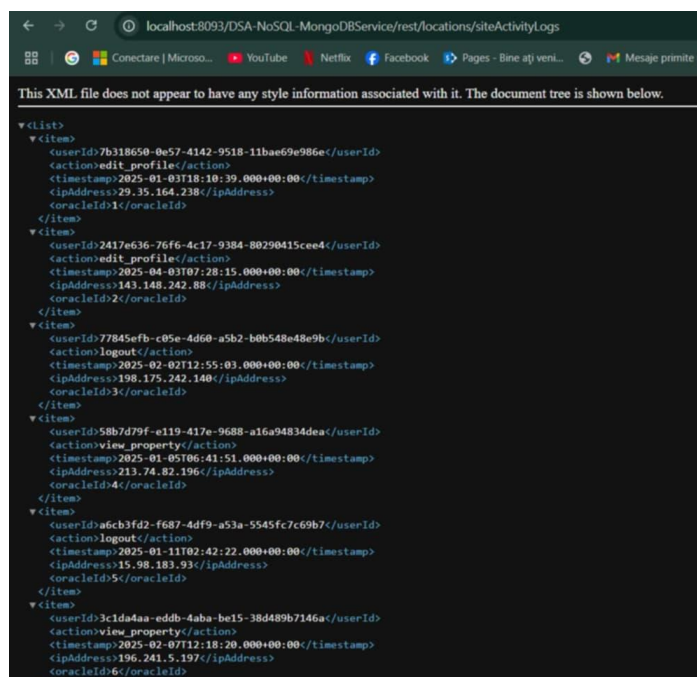 localhost:8093/DSA-NoSQL-MongoDBService/rest/locations/siteActivityLogs
Conectare | Microso... YouTube Netflix Facebook Pages - Bine ați veni... Mesaje primite
This XML file does not appear to have any style information associated with it. The document tree is shown below.
▼<List>
▼<item>
<userId>7b318650-0e57-4142-9518-11bae69e986e</userId>
<action>edit_profile</action>
<timestamp>2025-01-03T18:10:39.000+00:00</timestamp>
<ipAddress>29.35.164.238</ipAddress>
<oracleId>1</oracleId>
</item>
▼<item>
<userId>2417e636-76f6-4c17-9384-80290415cee4</userId>
<action>edit_profile</action>
<timestamp>2025-04-03T07:28:15.000+00:00</timestamp>
<ipAddress>143.148.242.88</ipAddress>
<oracleId>2</oracleId>
</item>
▼<item>
<userId>77845efb-c05e-4d60-a5b2-b0b548e48e9b</userId>
<action>logout</action>
<timestamp>2025-02-02T12:55:03.000+00:00</timestamp>
<ipAddress>198.175.242.140</ipAddress>
<oracleId>3</oracleId>
</item>
▼<item>
<userId>58b7d79f-e119-417e-9688-a16a94834dea</userId>
<action>view_property</action>
<timestamp>2025-01-05T06:41:51.000+00:00</timestamp>
<ipAddress>213.74.82.196</ipAddress>
<oracleId>4</oracleId>
</item>
▼<item>
<userId>a6cb3fd2-f687-4df9-a53a-5545fc7c69b7</userId>
<action>logout</action>
<timestamp>2025-01-11T02:42:22.000+00:00</timestamp>
<ipAddress>15.98.183.93</ipAddress>
<oracleId>5</oracleId>
</item>
▼<item>
<userId>3c1da4aa-eddb-4aba-be15-38d489b7146a</userId>
<action>view_property</action>
<timestamp>2025-02-07T12:18:20.000+00:00</timestamp>
<ipAddress>196.241.5.197</ipAddress>
<oracleId>6</oracleId>